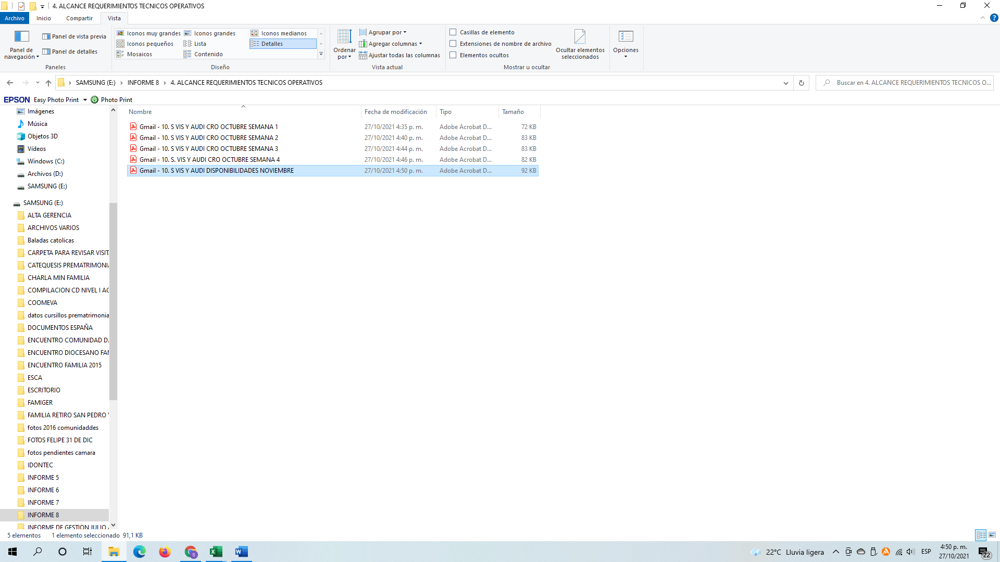 4. ALCANCE REQUERIMIENTOS TECNICOS OPERATIVOS
Archivo Inicio Compartir Vista
Panel de navegación
Panel de vista previa
Panel de detalles
Paneles
Iconos muy grandes Iconos grandes Iconos medianos
Iconos pequeños Lista Detalles
Mosaicos Contenido
Diseño
Ordenar por
Agrupar por
Agregar columnas
Ajustar todas las columnas
Vista actual
Casillas de elemento
Extensiones de nombre de archivo
Elementos ocultos
Ocultar elementos seleccionados
Mostrar u ocultar
Opciones
SAMSUNG (E:) › INFORME 8 › 4. ALCANCE REQUERIMIENTOS TECNICOS OPERATIVOS
Buscar en 4. ALCANCE REQUERIMIENTOS TECNICOS O...
EPSON Easy Photo Print Photo Print
Nombre Fecha de modificación Tipo Tamaño
Gmail - 10. S VIS Y AUDI CRO OCTUBRE SEMANA 1 27/10/2021 4:35 p. m. Adobe Acrobat D... 72 KB
Gmail - 10. S VIS Y AUDI CRO OCTUBRE SEMANA 2 27/10/2021 4:40 p. m. Adobe Acrobat D... 83 KB
Gmail - 10. S VIS Y AUDI CRO OCTUBRE SEMANA 3 27/10/2021 4:44 p. m. Adobe Acrobat D... 83 KB
Gmail - 10. S. VIS Y AUDI CRO OCTUBRE SEMANA 4 27/10/2021 4:46 p. m. Adobe Acrobat D... 82 KB
Gmail - 10. S VIS Y AUDI DISPONIBILIDADES NOVIEMBRE 27/10/2021 4:50 p. m. Adobe Acrobat D... 92 KB
Imágenes
Música
Objetos 3D
Vídeos
Windows (C:)
Archivos (D:)
SAMSUNG (E:)
SAMSUNG (E:)
ALTA GERENCIA
ARCHIVOS VARIOS
Baladas catolicas
CARPETA PARA REVISAR VISIT
CATEQUESIS PREMATRIMONIA
CHARLA MIN FAMILIA
COMPILACION CD NIVEL I AG
COOMEVA
datos cursillos prematrimonia
DOCUMENTOS ESPAÑA
ENCUENTRO COMUNIDAD D
ENCUENTRO DIOCESANO FAM
ENCUENTRO FAMILIA 2015
ESCA
ESCRITORIO
FAMIGER
FAMILIA RETIRO SAN PEDRO Y
fotos 2016 comunidaddes
FOTOS FELIPE 31 DE DIC
fotos pendientes camara
IDONTEC
INFORME 5
INFORME 6
INFORME 7
INFORME 8
INFORME DE GESTION JULIO A
5 elementos 1 elemento seleccionado 91,1 KB
22°C Lluvia ligera
ESP
4:50 p. m.
27/10/2021
22